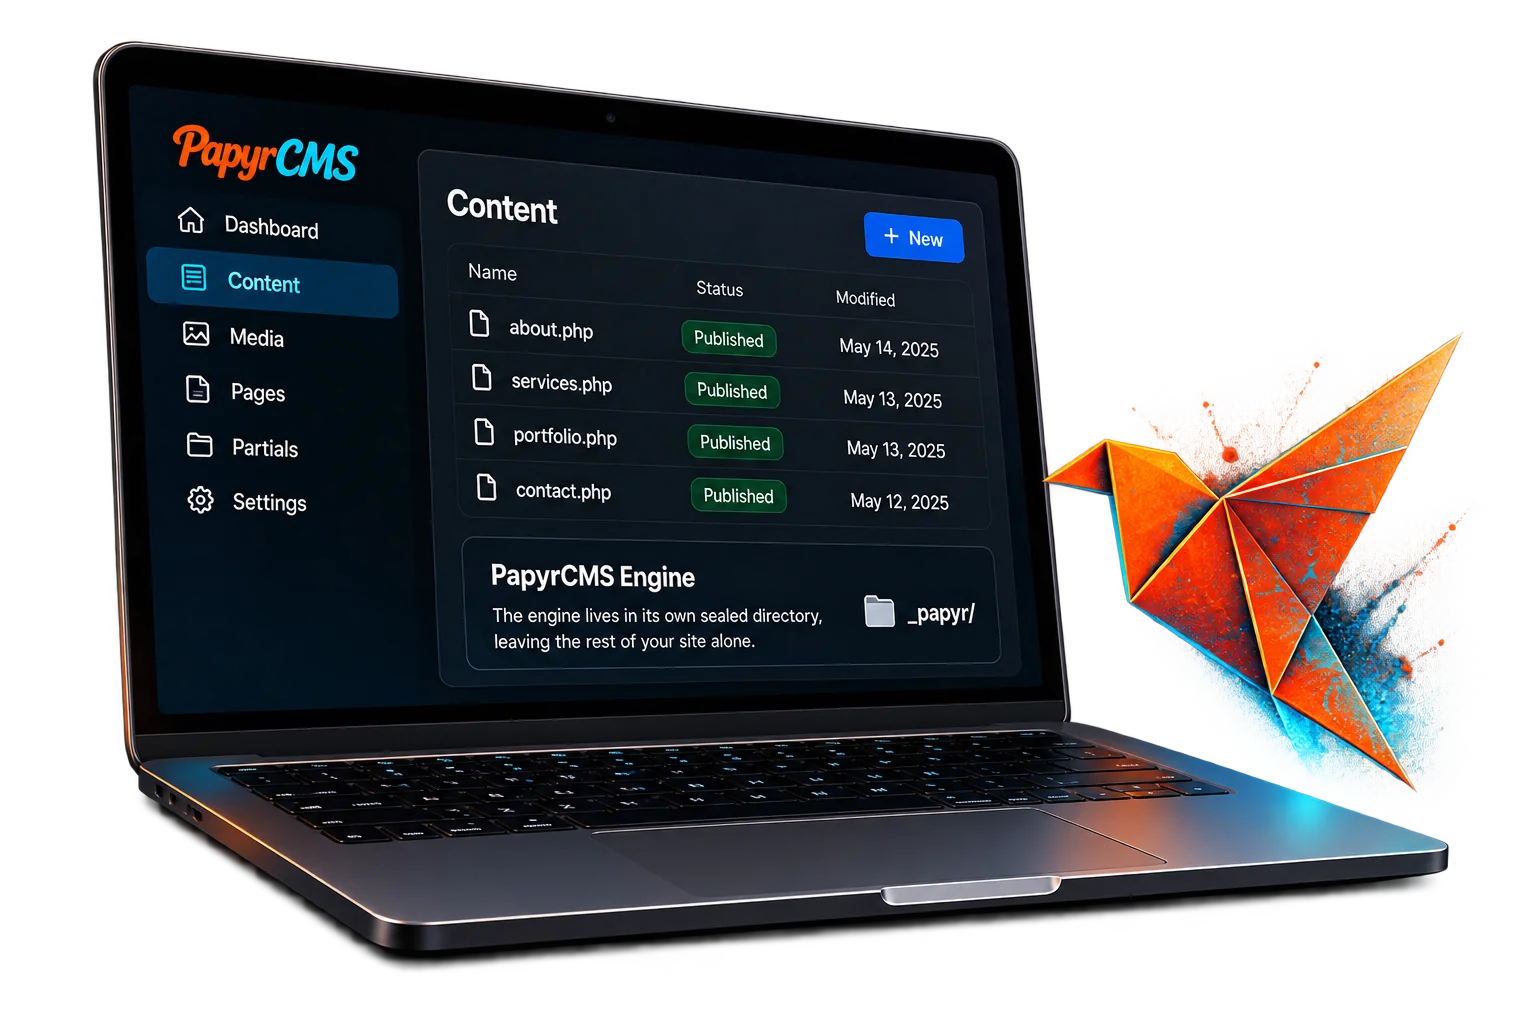 PapyrCMS
Dashboard
Content
Media
Pages
Partials
Settings
Content
+ New
Name Status Modified
about.php Published May 14, 2025
services.php Published May 13, 2025
portfolio.php Published May 13, 2025
contact.php Published May 12, 2025
PapyrCMS Engine
The engine lives in its own sealed directory,
leaving the rest of your site alone.
_papyr/